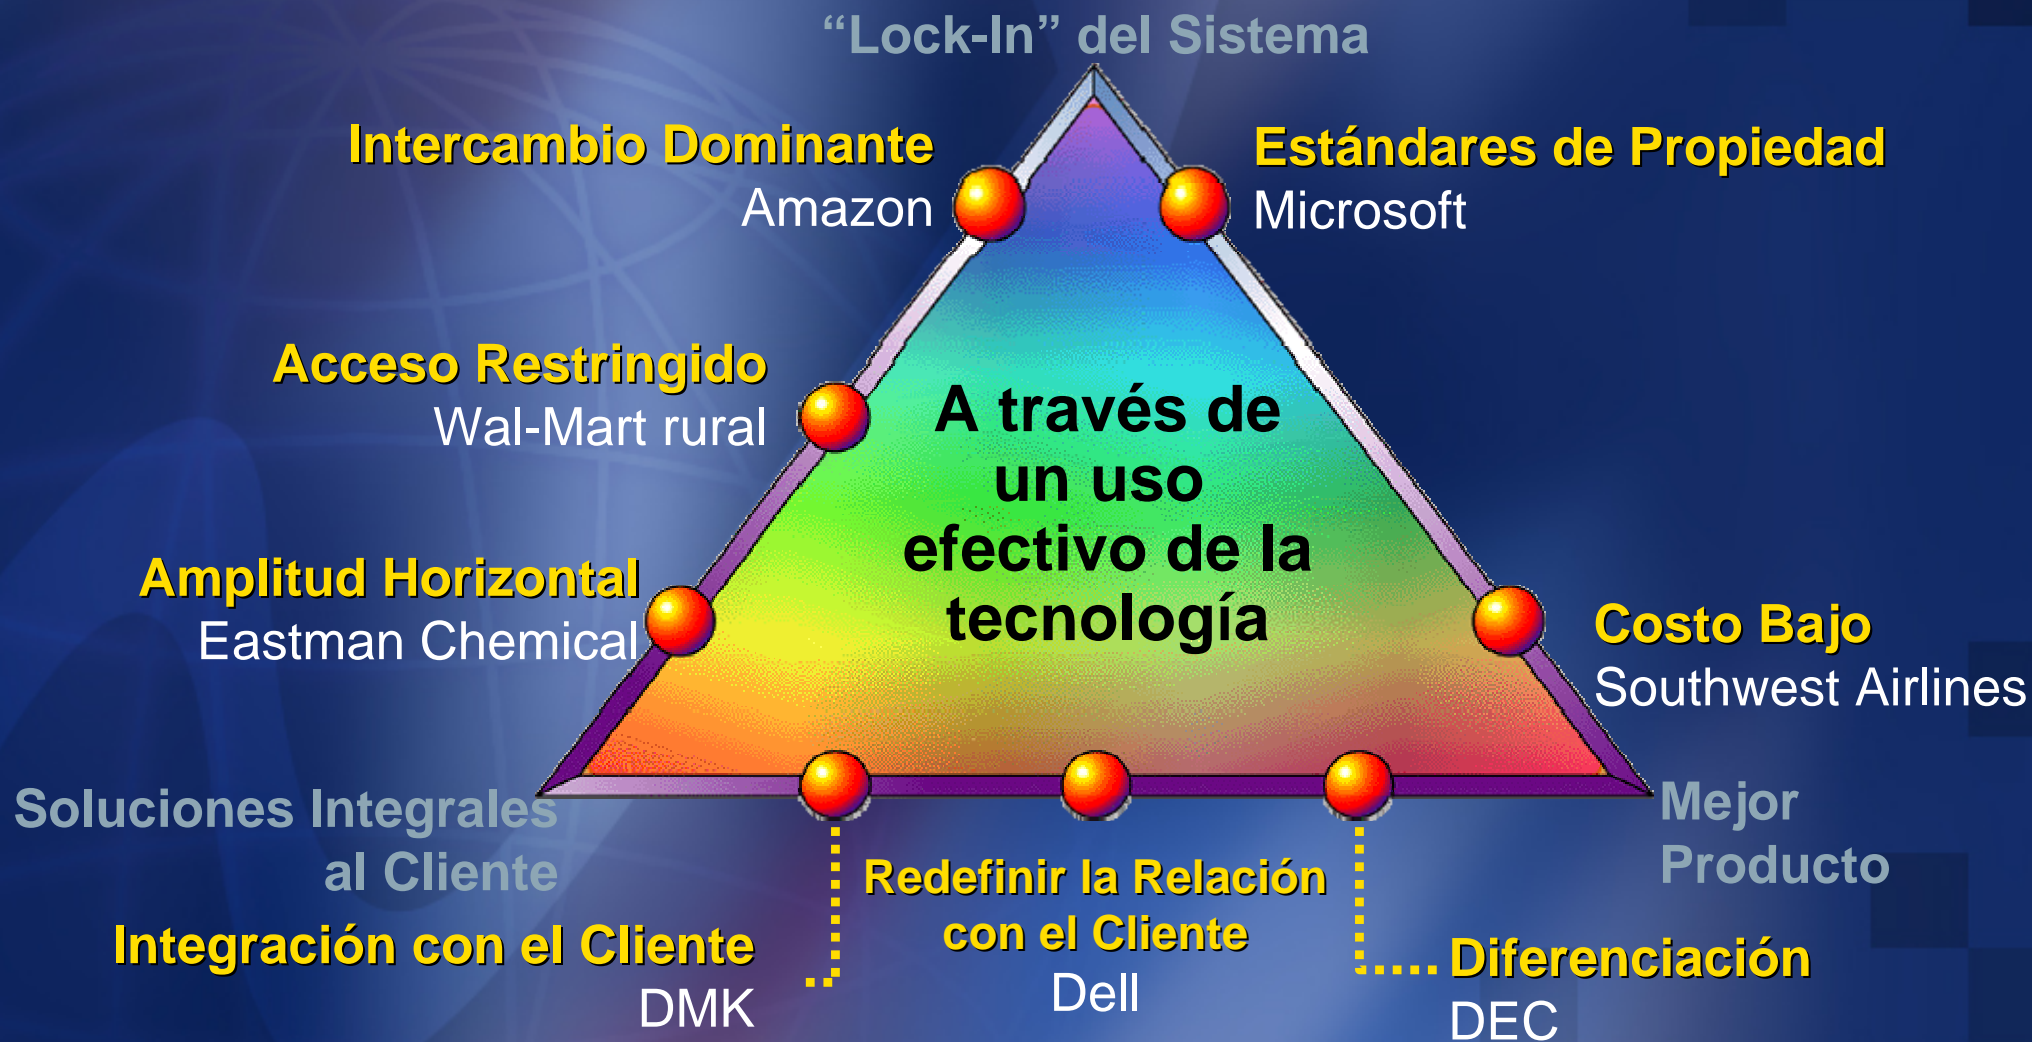 “Lock-In” del Sistema
Intercambio Dominante
Amazon
Estándares de Propiedad
Microsoft
Acceso Restringido
Wal-Mart rural
A través de
un uso
efectivo de la
tecnología
Amplitud Horizontal
Eastman Chemical
Costo Bajo
Southwest Airlines
Soluciones Integrales
al Cliente
Mejor
Producto
Integración con el Cliente
DMK
Redefinir la Relación
con el Cliente
Dell
Diferenciación
DEC